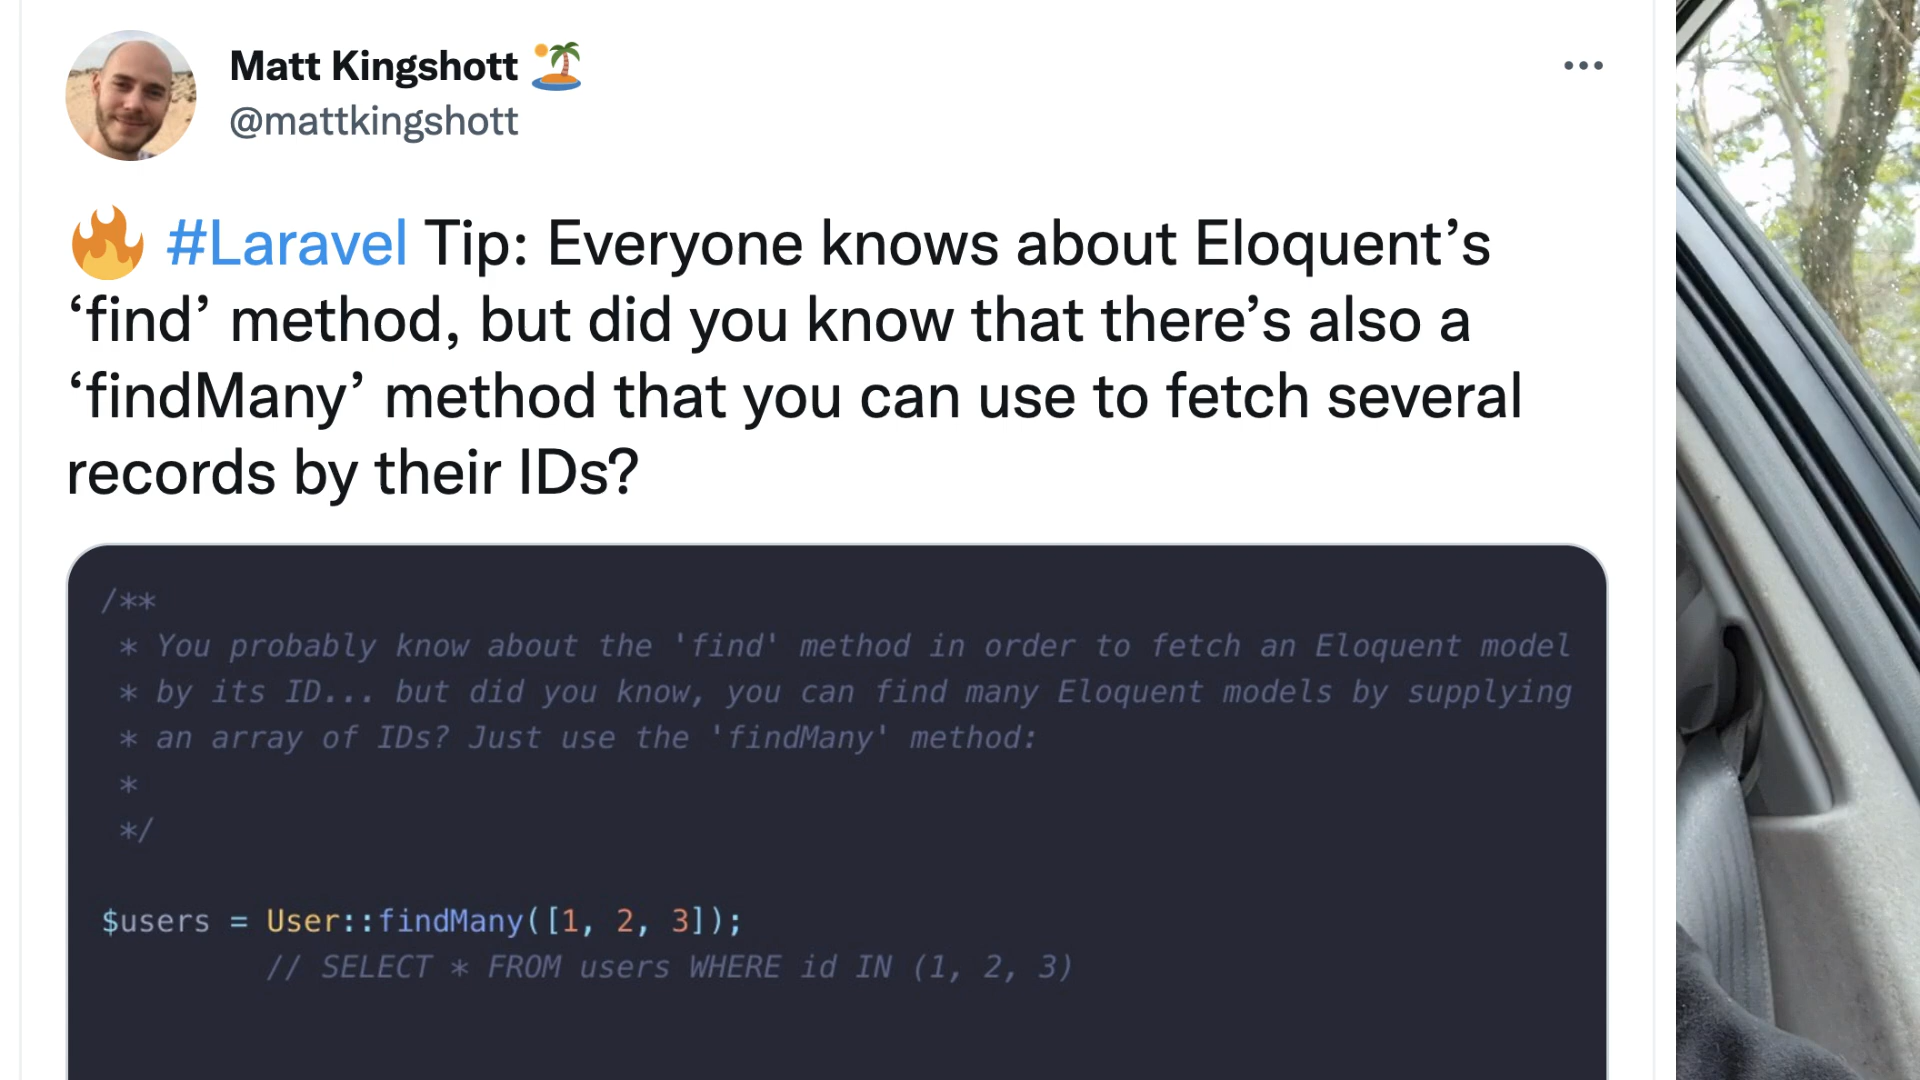 Matt Kingshott 🏝️
@mattkingshott
🔥 #Laravel Tip: Everyone knows about Eloquent’s
‘find’ method, but did you know that there’s also a
‘findMany’ method that you can use to fetch several
records by their IDs?
/**
 * You probably know about the 'find' method in order to fetch an Eloquent model
 * by its ID... but did you know, you can find many Eloquent models by supplying
 * an array of IDs? Just use the 'findMany' method:
 *
 */
$users = User::findMany([1, 2, 3]);
// SELECT * FROM users WHERE id IN (1, 2, 3)